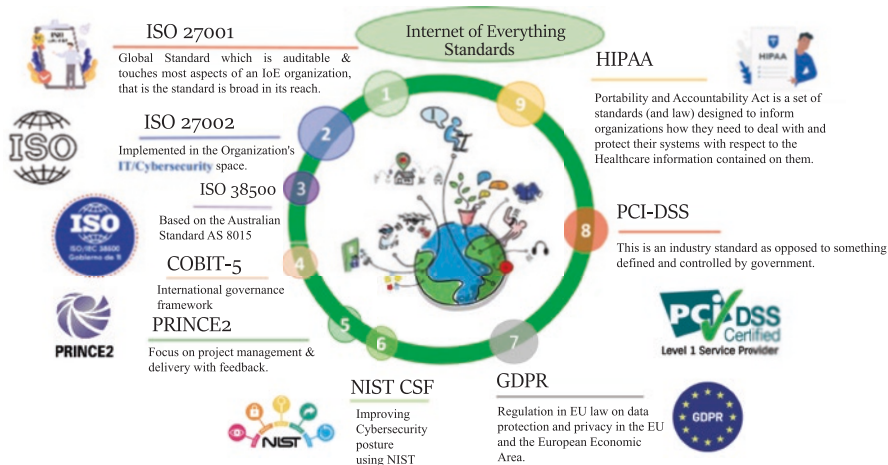 Internet of Everything
Standards
ISO 27001
Global Standard which is auditable &
touches most aspects of an IoE organization,
that is the standard is broad in its reach.
ISO 27002
Implemented in the Organization's
IT/Cybersecurity space.
ISO
ISO 38500
Based on the Australian
Standard AS 8015
ISO
ISO/IEC 38500
COBIT-5
International governance
framework
PRINCE2
Focus on project management &
delivery with feedback.
PRINCE2
NIST CSF
Improving
Cybersecurity
posture
using NIST
NIST
GDPR
Regulation in EU law on data
protection and privacy in the EU
and the European Economic
Area.
GDPR
PCI-DSS
This is an industry standard as opposed to something
defined and controlled by government.
PCI DSS
Certified
Level 1 Service Provider
HIPAA
Portability and Accountability Act is a set of
standards (and law) designed to inform
organizations how they need to deal with and
protect their systems with respect to the
Healthcare information contained on them.
HIPAA
1
2
3
4
5
6
7
8
9